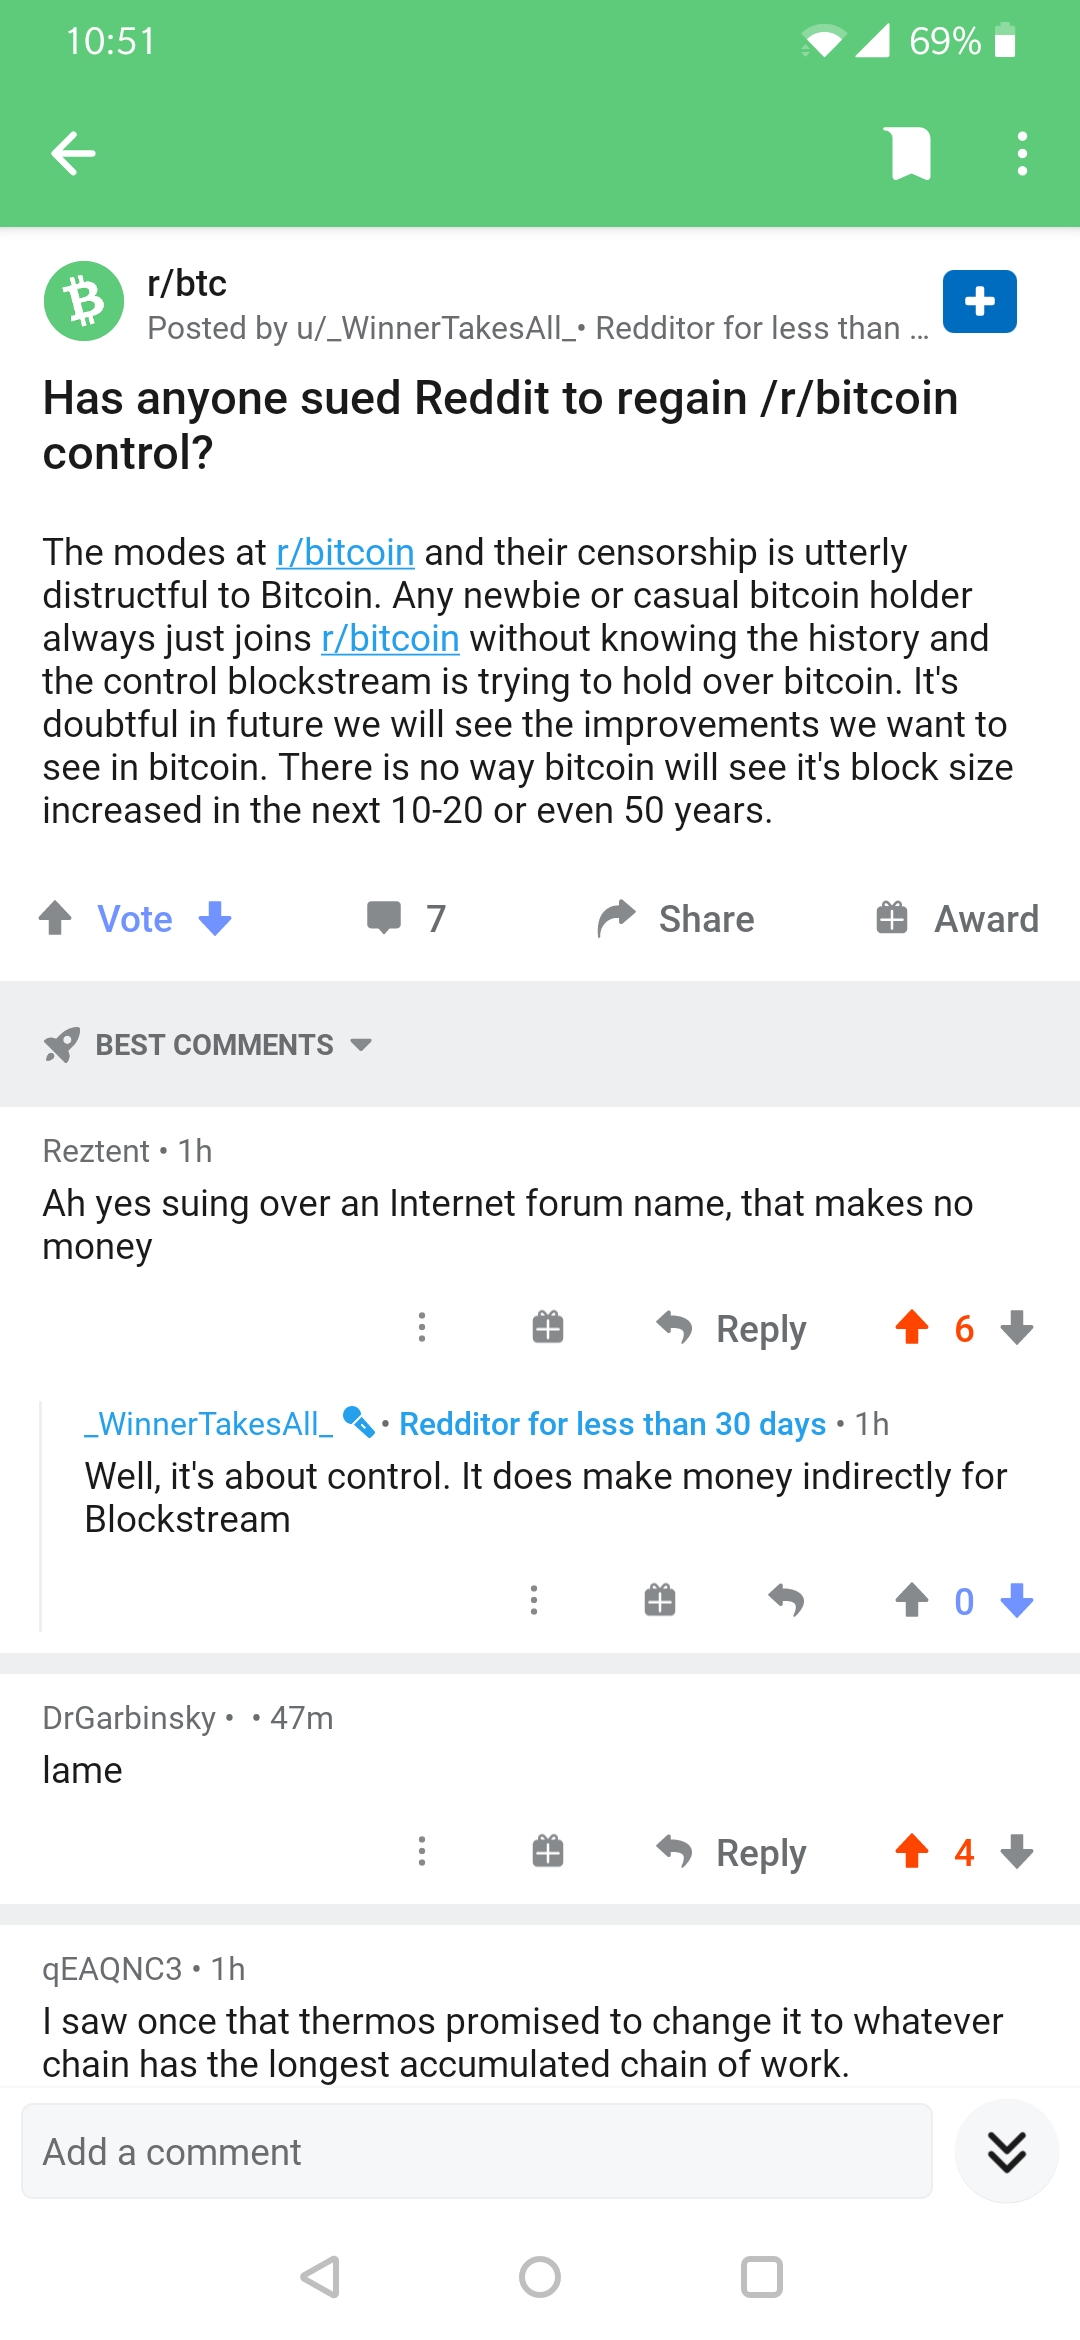 10:51
69%
r/btc
Posted by u/_WinnerTakesAll_• Redditor for less than ...
Has anyone sued Reddit to regain /r/bitcoin
control?
The modes at r/bitcoin and their censorship is utterly
distructful to Bitcoin. Any newbie or casual bitcoin holder
always just joins r/bitcoin without knowing the history and
the control blockstream is trying to hold over bitcoin. It's
doubtful in future we will see the improvements we want to
see in bitcoin. There is no way bitcoin will see it's block size
increased in the next 10-20 or even 50 years.
Vote 7 Share Award
BEST COMMENTS
Reztent • 1h
Ah yes suing over an Internet forum name, that makes no
money
Reply 6
_WinnerTakesAll_ • Redditor for less than 30 days • 1h
Well, it's about control. It does make money indirectly for
Blockstream
0
DrGarbinsky • • 47m
lame
Reply 4
qEAQNC3 • 1h
I saw once that thermos promised to change it to whatever
chain has the longest accumulated chain of work.
Add a comment